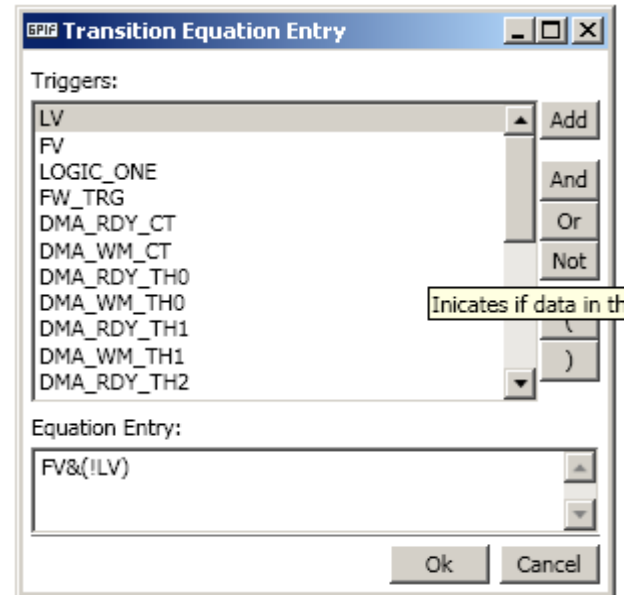 GPIF Transition Equation Entry
Triggers:
LV
FV
LOGIC_ONE
FW_TRG
DMA_RDY_CT
DMA_WM_CT
DMA_RDY_TH0
DMA_WM_TH0
DMA_RDY_TH1
DMA_WM_TH1
DMA_RDY_TH2
Add
And
Or
Not
Inicates if data in th
(
)
Equation Entry:
FV&(!LV)
Ok Cancel